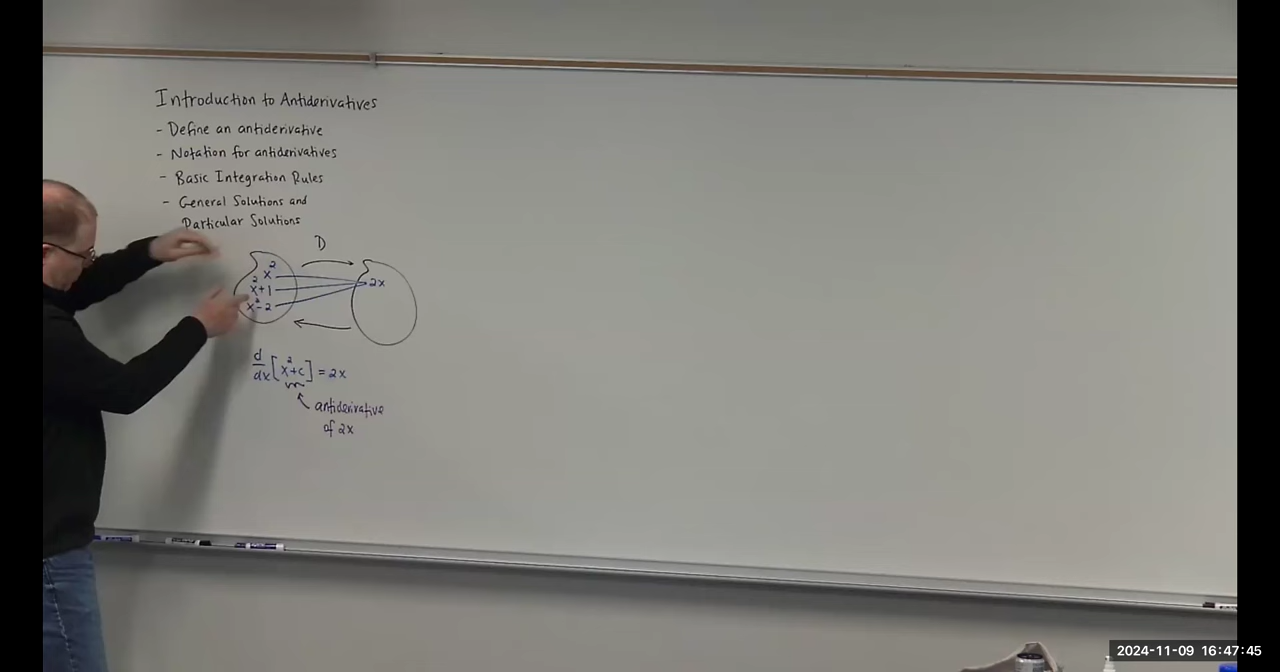 Introduction to Antiderivatives
- Define an antiderivative
- Notation for antiderivatives
- Basic Integration Rules
- General Solutions and
Particular Solutions
D
x²
x²+1
x²-2
2x
d/dx [x²+c] = 2x
antiderivative
of 2x
2024-11-09 16:47:45